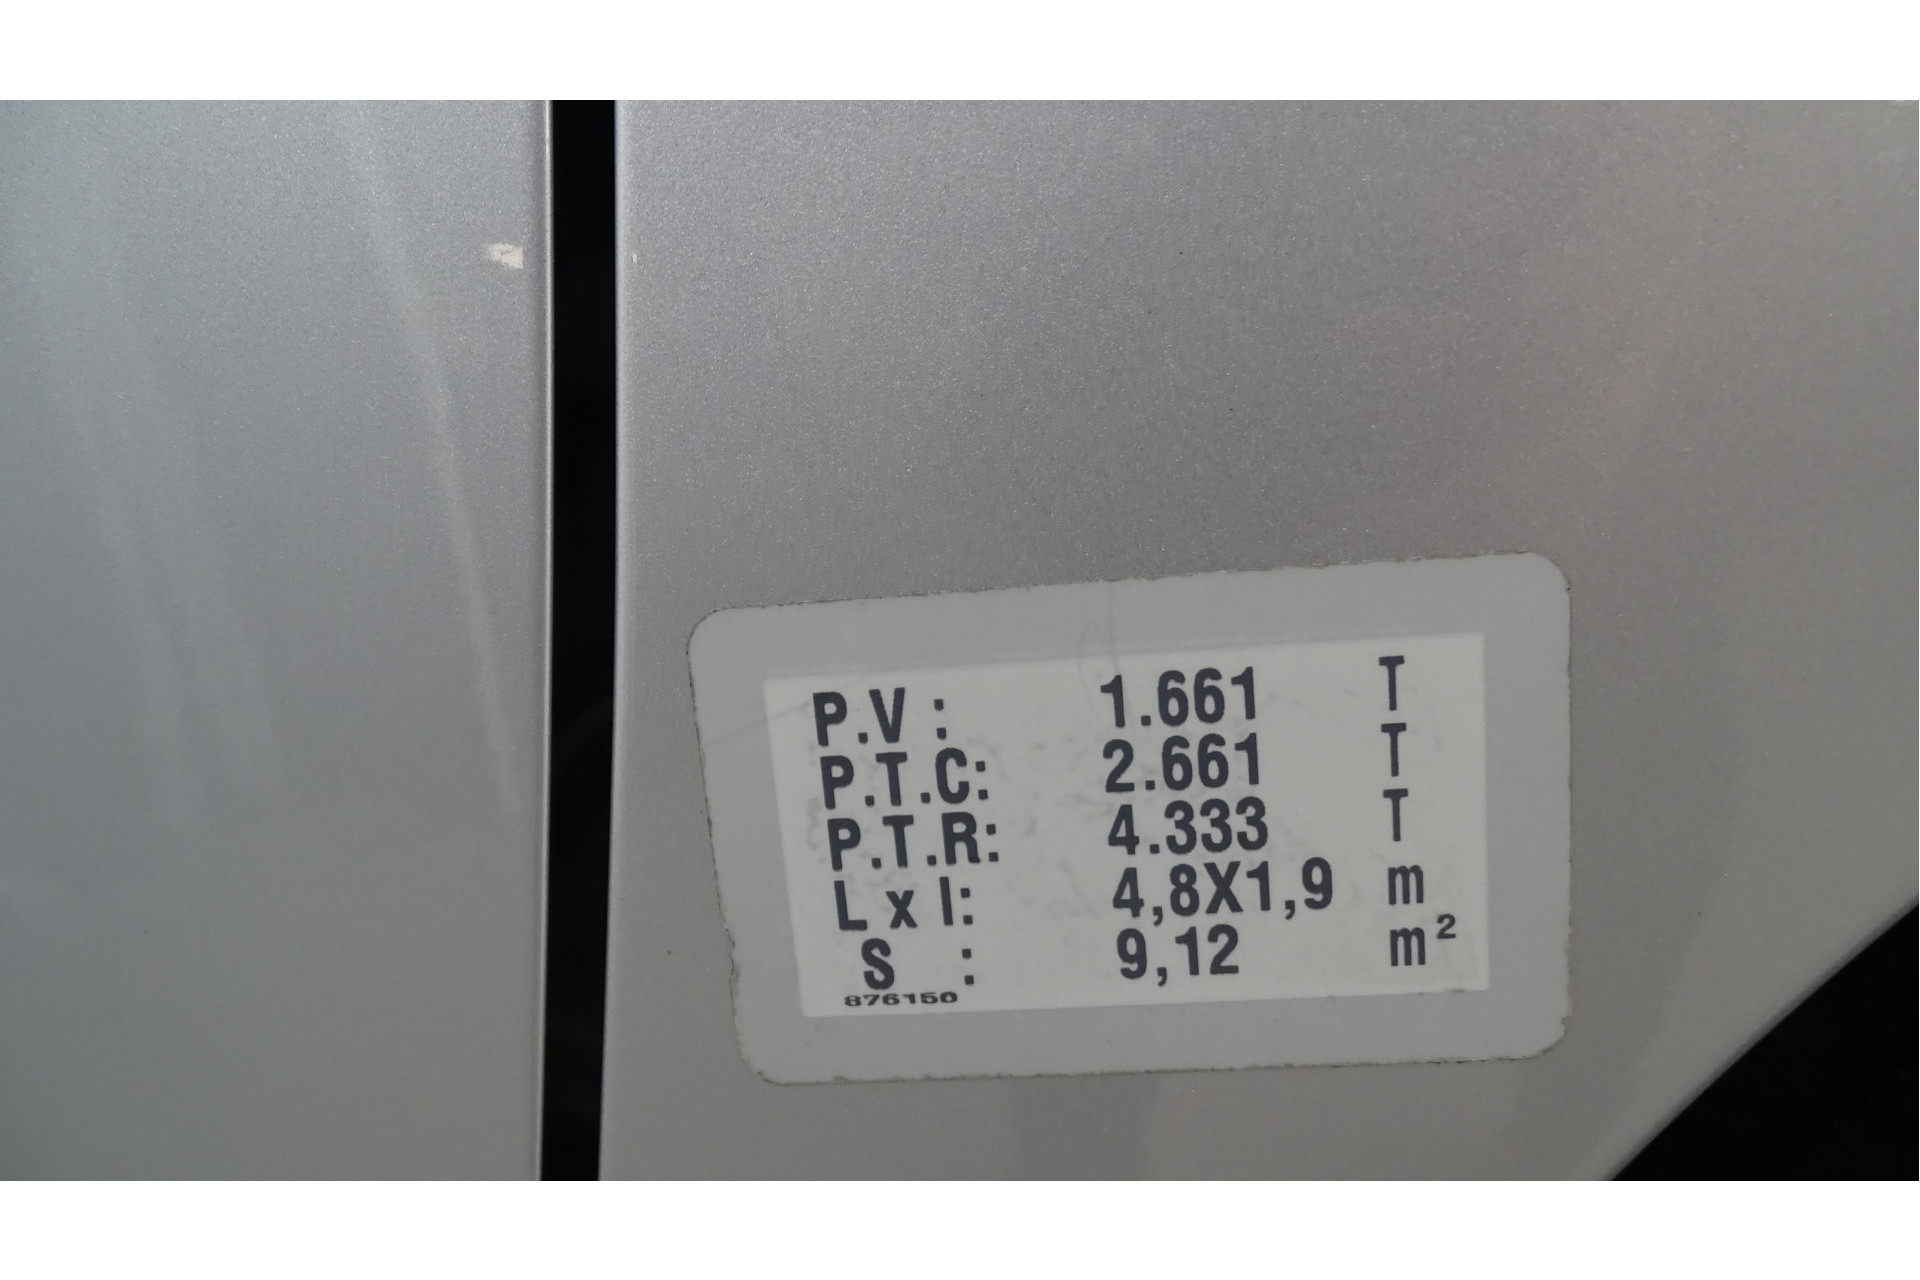 P.V : 1.661 T
P.T.C: 2.661 T
P.T.R: 4.333 T
L x l: 4,8X1,9 m
S : 9,12 m²
876150